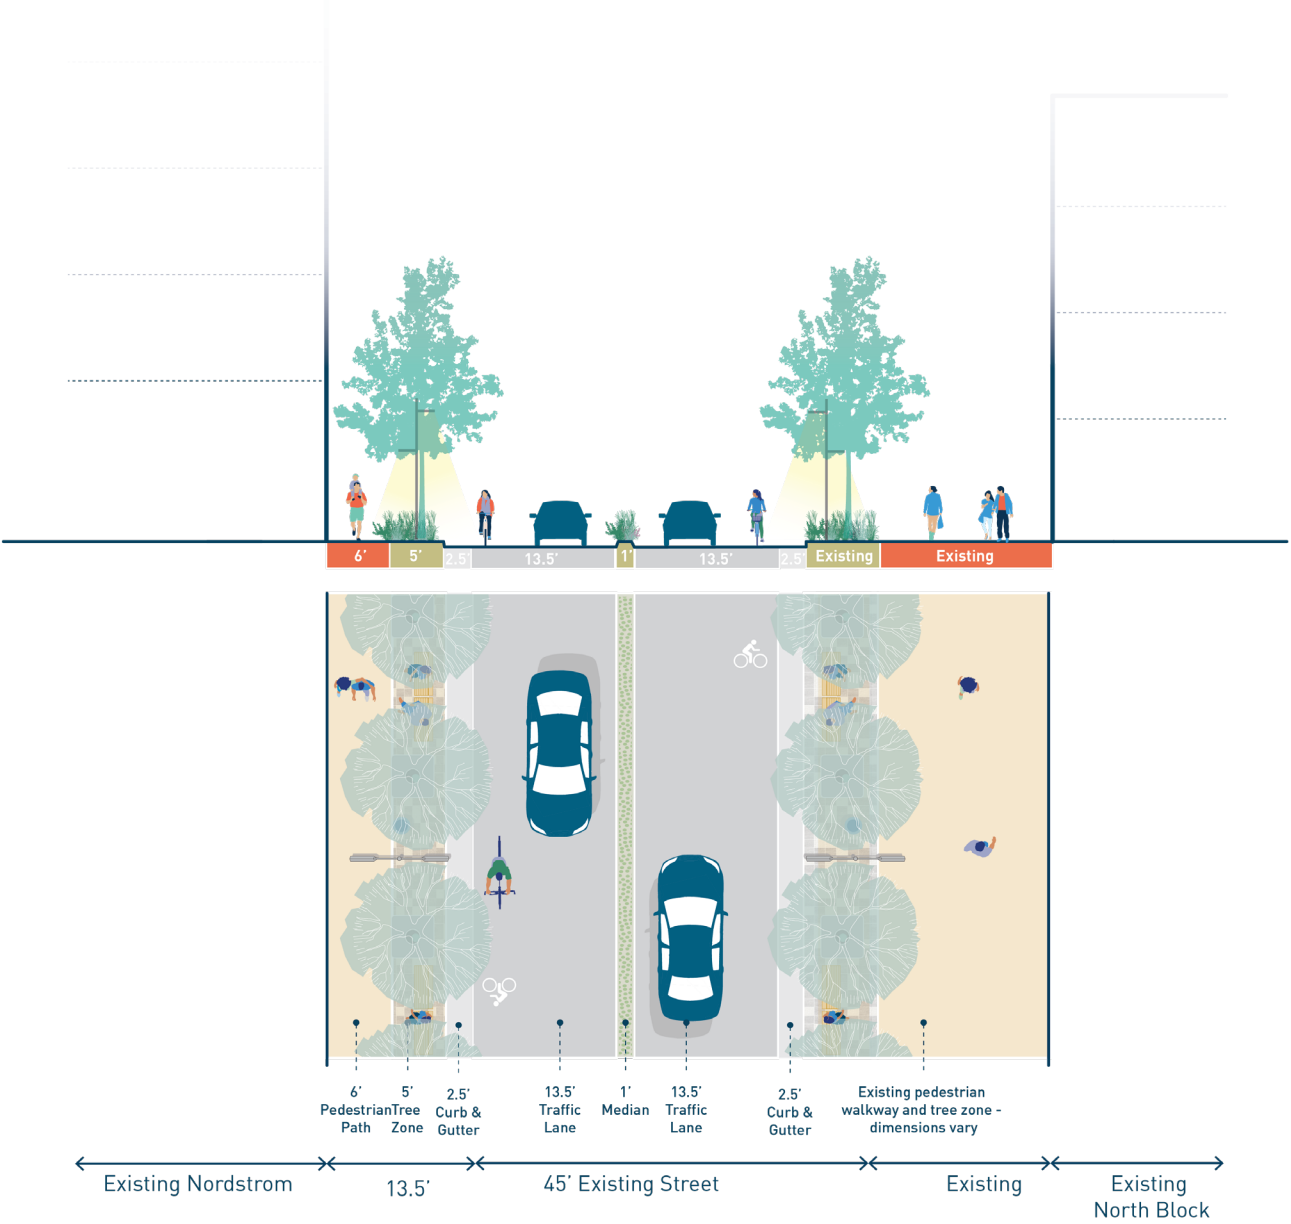 6’ 5’ 2.5’ 13.5’ 1’ 13.5’ 2.5’ Existing Existing
6’ 5’ 2.5’ 13.5’ 1’ 13.5’ 2.5’ Existing pedestrian
Pedestrian Tree Curb & Traffic Median Traffic Curb & walkway and tree zone -
Path Zone Gutter Lane Lane Gutter dimensions vary
Existing Nordstrom 13.5’ 45’ Existing Street Existing Existing
North Block